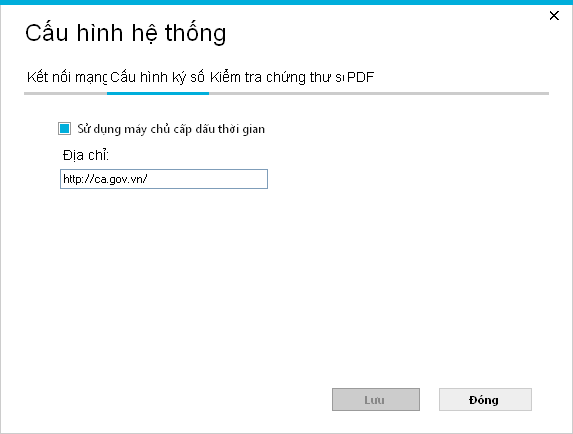 Cấu hình hệ thống
Kết nối mạng Cấu hình ký số Kiểm tra chứng thư s PDF
Sử dụng máy chủ cấp dấu thời gian
Địa chỉ:
http://ca.gov.vn/
Lưu Đóng